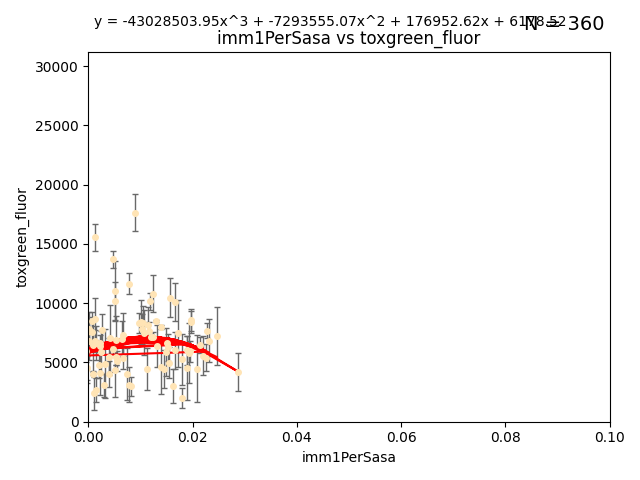 y = -43028503.95x^3 + -7293555.07x^2 + 176952.62x + 6178.52
N = 360
imm1PerSasa vs toxgreen_fluor
30000
25000
20000
15000
10000
5000
0
toxgreen_fluor
0.00 0.02 0.04 0.06 0.08 0.10
imm1PerSasa